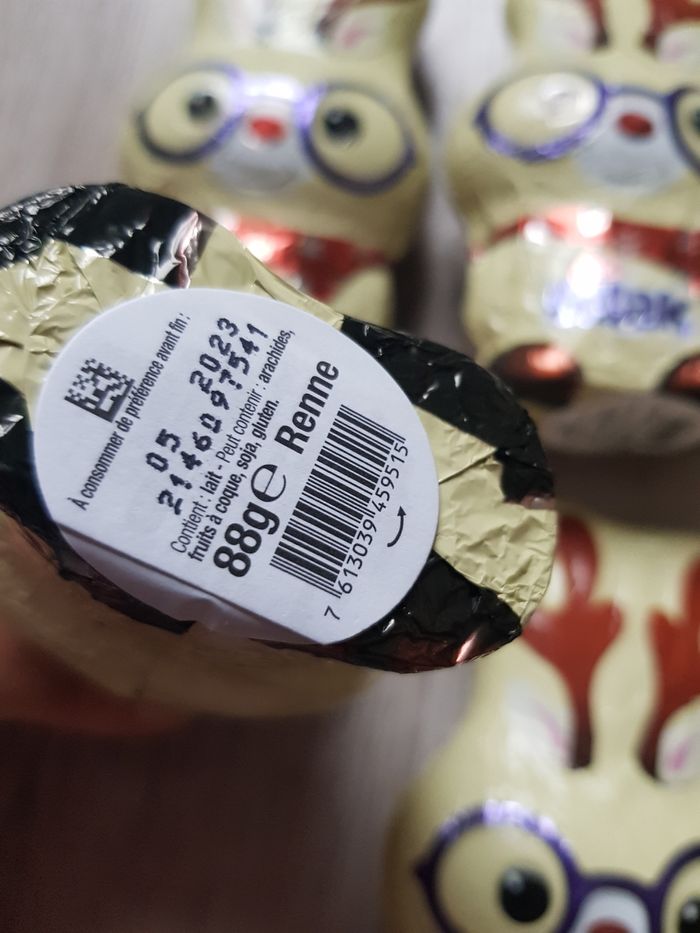 À consommer de préférence avant fin :
05 2023
2146097541
Contient : lait - Peut contenir : arachides,
fruits à coque, soja, gluten.
88g e Renne
7 613039 459515